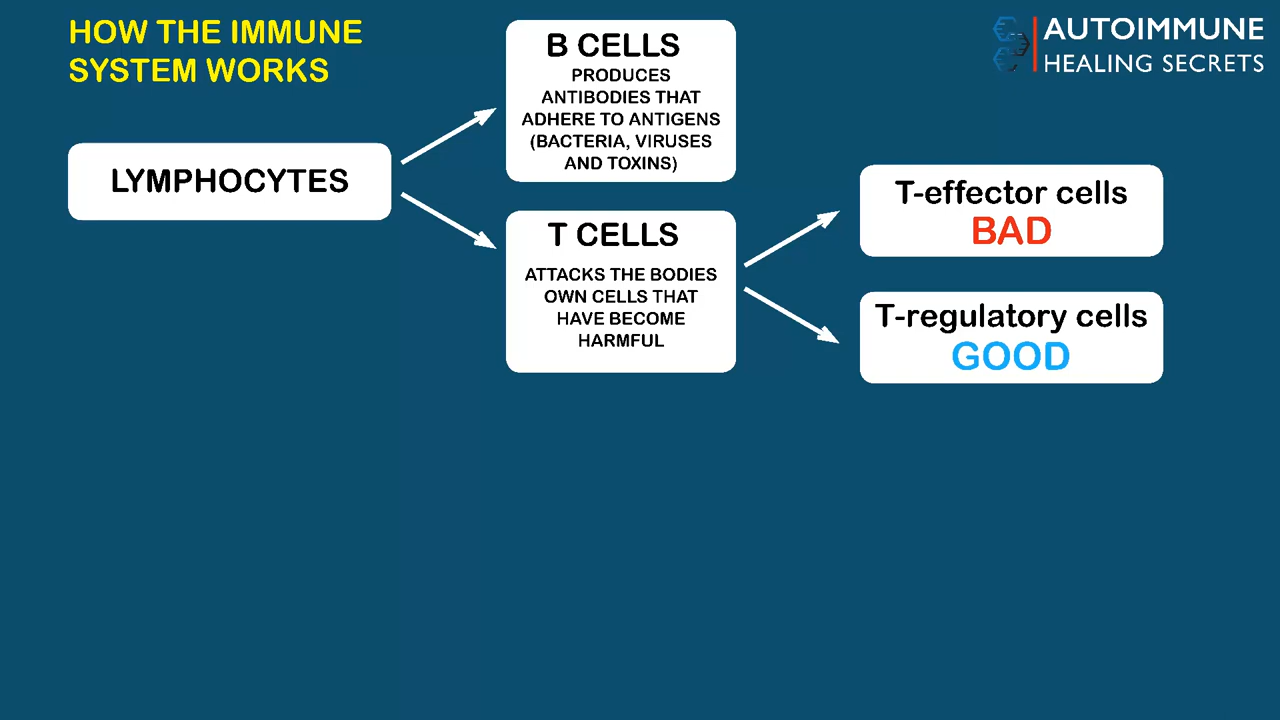 HOW THE IMMUNE
SYSTEM WORKS
AUTOIMMUNE
HEALING SECRETS
LYMPHOCYTES
B CELLS
PRODUCES
ANTIBODIES THAT
ADHERE TO ANTIGENS
(BACTERIA, VIRUSES
AND TOXINS)
T CELLS
ATTACKS THE BODIES
OWN CELLS THAT
HAVE BECOME
HARMFUL
T-effector cells
BAD
T-regulatory cells
GOOD